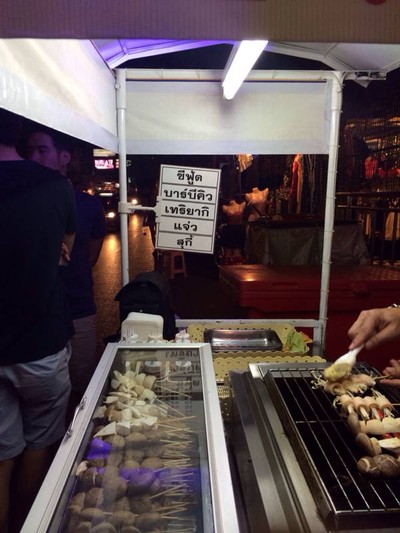 ซีฟู้ด
บาร์บีคิว
เทริยากิ
แจ่ว
สุกี้